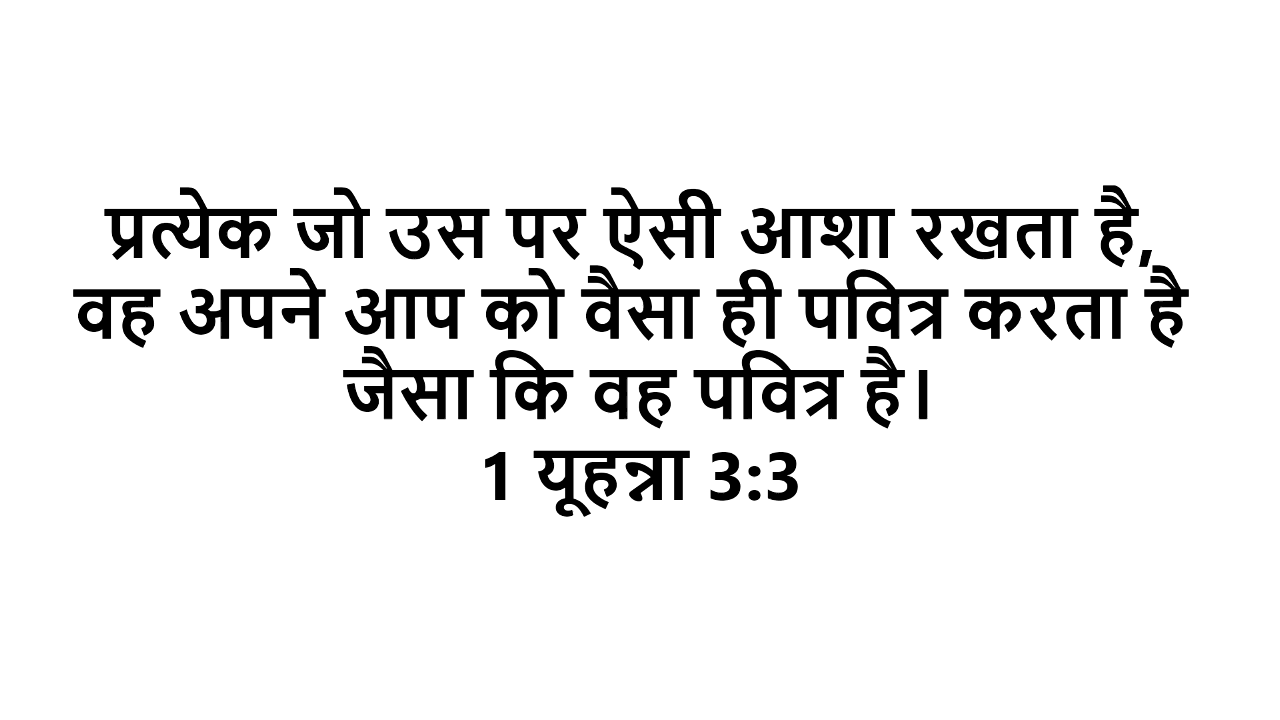 प्रत्येक जो उस पर ऐसी आशा रखता है,
वह अपने आप को वैसा ही पवित्र करता है
जैसा कि वह पवित्र है।
1 यूहन्ना 3:3